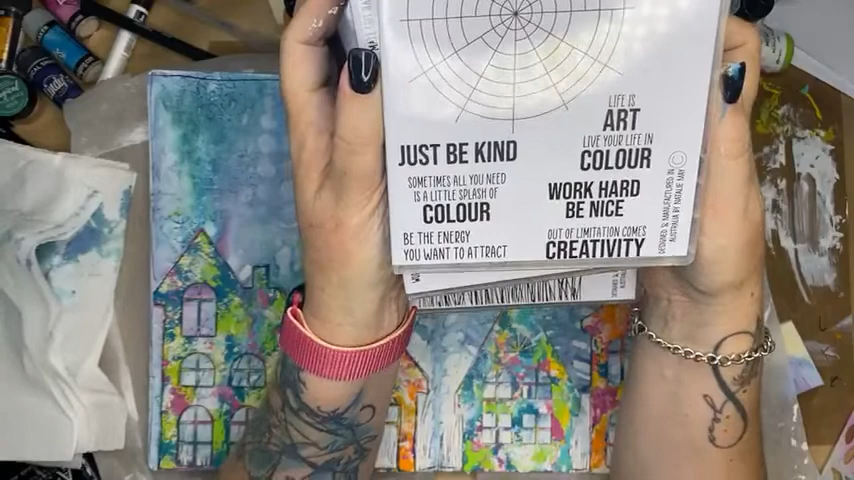 LIFE IS
ART
LIVE YOUR LIFE IN
COLOUR
JUST BE KIND
SOMETIMES ALL YOU NEED
IS A LITTLE SPLASH OF
COLOUR
WORK HARD
BE NICE
BE THE ENERGY
YOU WANT TO ATTRACT
OUT OF LIMITATION COMES
CREATIVITY
DESIGNED & MANUFACTURED IN
AUSTRALIA BY NATALIE MAY
©